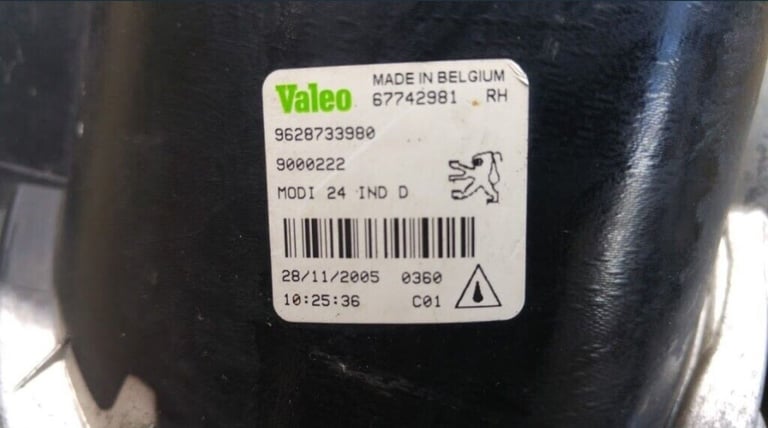 Valeo MADE IN BELGIUM
67742981 RH
9628733980
9000222
MODI 24 IND D
28/11/2005 0360
10:25:36 C01